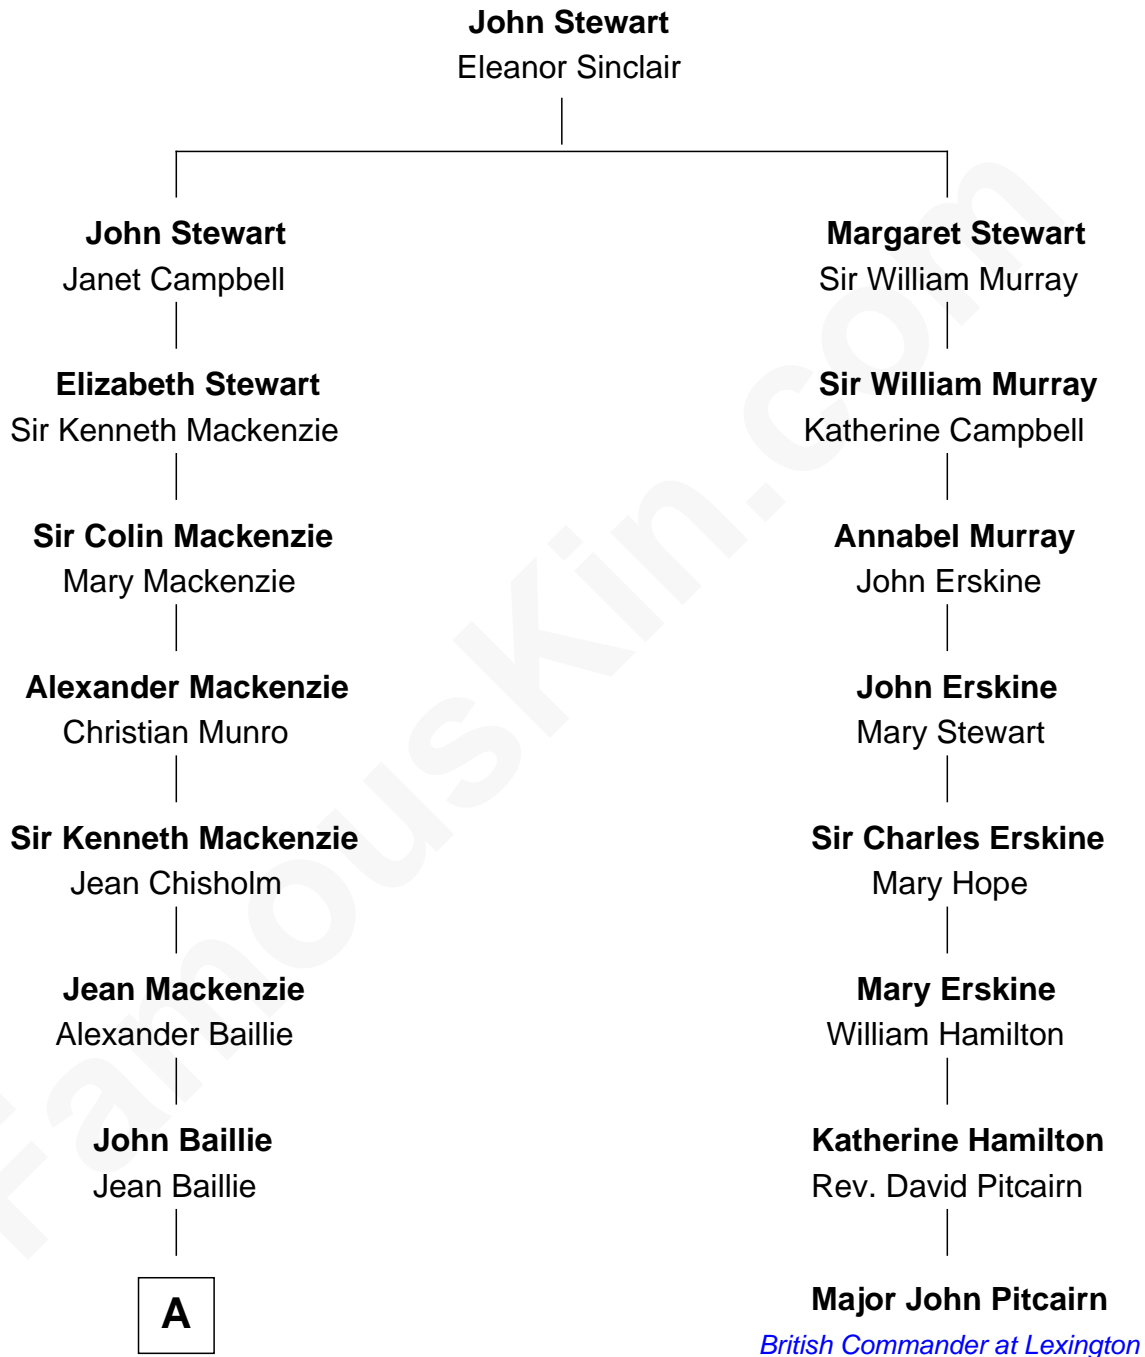 John Stewart
Eleanor Sinclair
John Stewart
Janet Campbell
Margaret Stewart
Sir William Murray
Elizabeth Stewart
Sir Kenneth Mackenzie
Sir William Murray
Katherine Campbell
Sir Colin Mackenzie
Mary Mackenzie
Annabel Murray
John Erskine
Alexander Mackenzie
Christian Munro
John Erskine
Mary Stewart
Sir Kenneth Mackenzie
Jean Chisholm
Sir Charles Erskine
Mary Hope
Jean Mackenzie
Alexander Baillie
Mary Erskine
William Hamilton
John Baillie
Jean Baillie
Katherine Hamilton
Rev. David Pitcairn
A
Major John Pitcairn
British Commander at Lexington
FamousKin.com